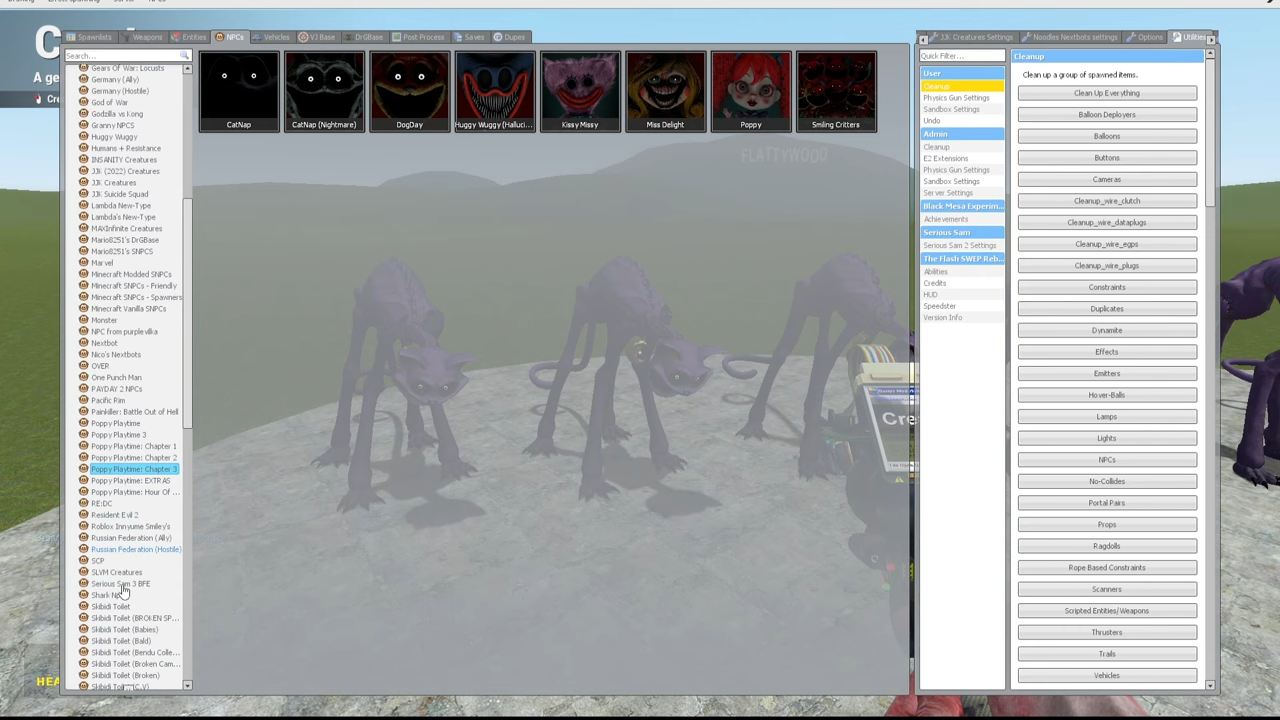 Spawnlists
Weapons
Entities
NPCs
Vehicles
VJ Base
DrGBase
Post Process
Saves
Dupes
JJK Creatures Settings
Noodles Nextbots settings
Options
Utilities
Search...
Gears Of War: Locusts
Germany (Ally)
Germany (Hostile)
God of War
Godzilla vs Kong
Granny NPCS
Huggy Wuggy
Humans + Resistance
INSANITY Creatures
JJK (2022) Creatures
JJK Creatures
JJK Suicide Squad
Lambda New-Type
Lambda's New-Type
MAXInfinite Creatures
Mario8251's DrGBase
Mario8251's SNPCS
Marvel
Minecraft Modded SNPCs
Minecraft SNPCs - Friendly
Minecraft SNPCs - Spawners
Minecraft Vanilla SNPCs
Monster
NPC from purplevilka
Nextbot
Nico's Nextbots
OVER
One Punch Man
PAYDAY 2 NPCs
Pacific Rim
Painkiller: Battle Out of Hell
Poppy Playtime
Poppy Playtime 3
Poppy Playtime: Chapter 1
Poppy Playtime: Chapter 2
Poppy Playtime: Chapter 3
Poppy Playtime: EXTRAS
Poppy Playtime: Hour Of ...
RE:DC
Resident Evil 2
Roblox Innyume Smiley's
Russian Federation (Ally)
Russian Federation (Hostile)
SCP
SLVM Creatures
Serious Sam 3 BFE
Skibidi Toilet
Skibidi Toilet (BROKEN SP...
Skibidi Toilet (Babies)
Skibidi Toilet (Bald)
Skibidi Toilet (Bendu Colle...
Skibidi Toilet (Broken Cam...
Skibidi Toilet (Broken)
CatNap
CatNap (Nightmare)
DogDay
Huggy Wuggy (Halluci...
Kissy Missy
Miss Delight
Poppy
Smiling Critters
FLATTYWOOD
Cre
Quick Filter...
User
Cleanup
Physics Gun Settings
Sandbox Settings
Undo
Admin
Cleanup
E2 Extensions
Physics Gun Settings
Sandbox Settings
Server Settings
Black Mesa Experim...
Achievements
Serious Sam
Serious Sam 2 Settings
The Flash SWEP Reb...
Abilities
Credits
HUD
Speedster
Version Info
Cleanup
Clean up a group of spawned items.
Clean Up Everything
Balloon Deployers
Balloons
Buttons
Cameras
Cleanup_wire_clutch
Cleanup_wire_dataplugs
Cleanup_wire_egps
Cleanup_wire_plugs
Constraints
Duplicates
Dynamite
Effects
Emitters
Hover-Balls
Lamps
Lights
NPCs
No-Collides
Portal Pairs
Props
Ragdolls
Rope Based Constraints
Scanners
Scripted Entities/Weapons
Thrusters
Trails
Vehicles